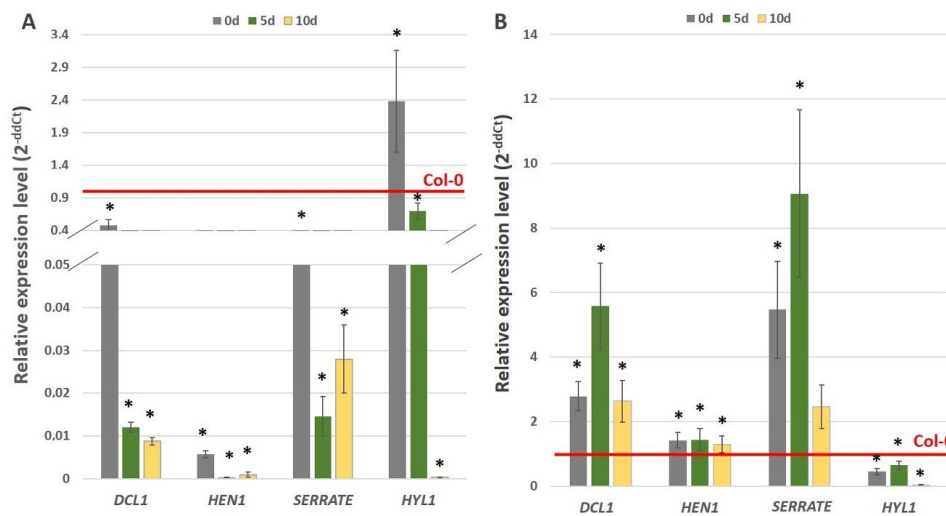 A
0d 5d 10d
Relative expression level (2^-ddCt)
3.4
2.9
2.4
1.9
1.4
0.9
0.4
0.05
0.04
0.03
0.02
0.01
0
Col-0
* * * * * * * * * * * *
DCL1 HEN1 SERRATE HYL1
B
0d 5d 10d
Relative expression level (2^-ddCt)
14
12
10
8
6
4
2
0
Col-0
* * * * * * * * * * *
DCL1 HEN1 SERRATE HYL1